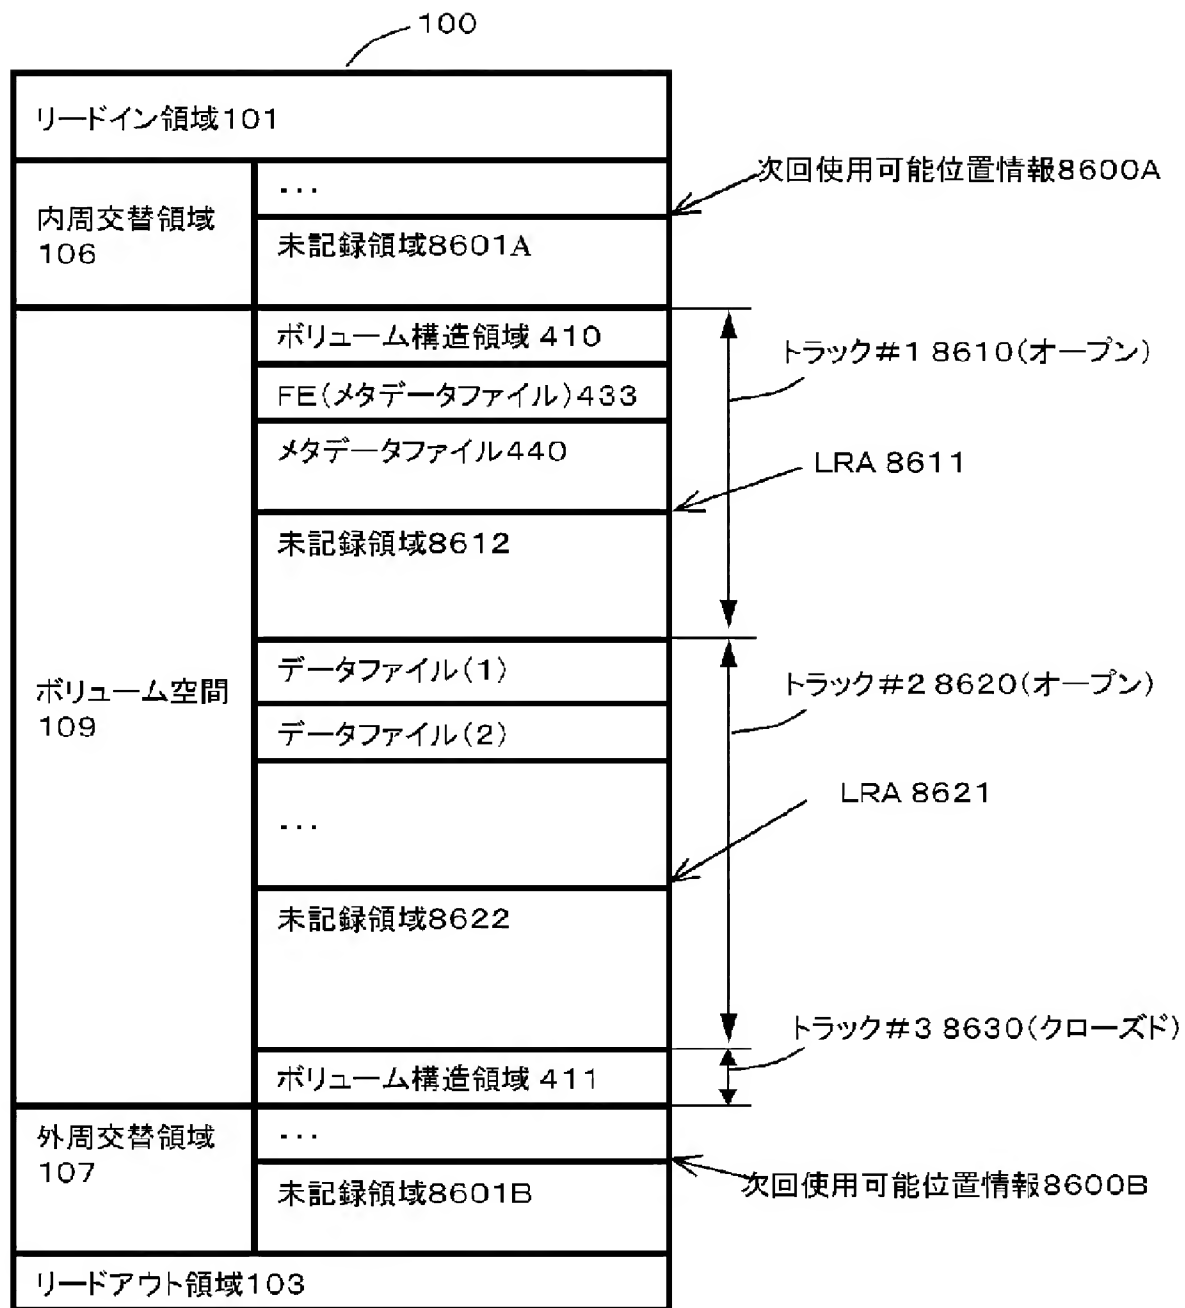 100
リードイン領域101
内周交替領域
106
・・・
次回使用可能位置情報8600A
未記録領域8601A
ボリューム空間
109
ボリューム構造領域 410
トラック#1 8610(オープン)
FE(メタデータファイル)433
メタデータファイル440
LRA 8611
未記録領域8612
データファイル(1)
トラック#2 8620(オープン)
データファイル(2)
LRA 8621
・・・
未記録領域8622
トラック#3 8630(クローズド)
ボリューム構造領域 411
外周交替領域
107
・・・
次回使用可能位置情報8600B
未記録領域8601B
リードアウト領域103